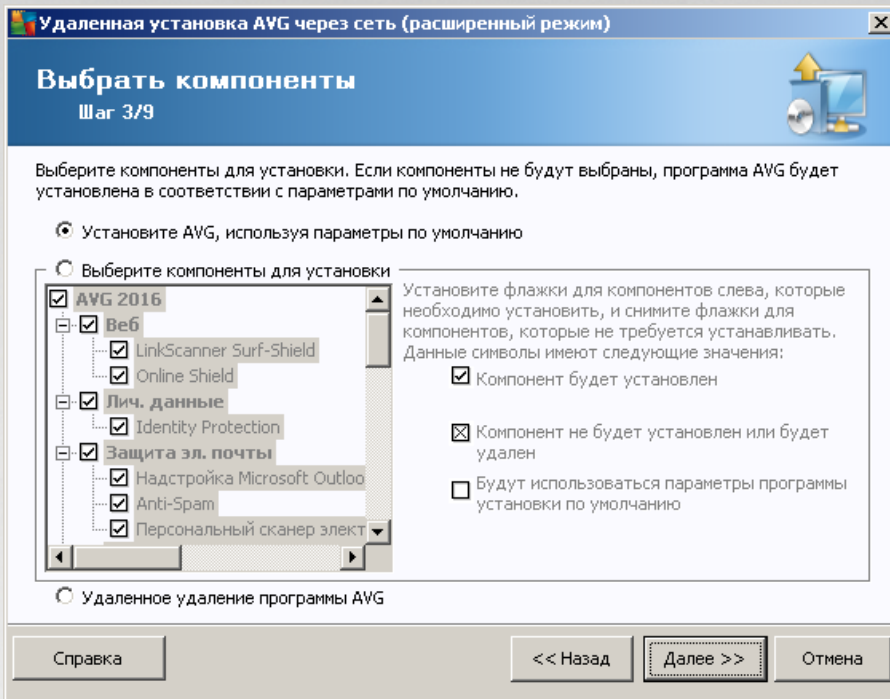 Удаленная установка AVG через сеть (расширенный режим)
Выбрать компоненты
Шаг 3/9
Выберите компоненты для установки. Если компоненты не будут выбраны, программа AVG будет
установлена в соответствии с параметрами по умолчанию.
Установите AVG, используя параметры по умолчанию
Выберите компоненты для установки
AVG 2016
Веб
LinkScanner Surf-Shield
Online Shield
Лич. данные
Identity Protection
Защита эл. почты
Надстройка Microsoft Outloo
Anti-Spam
Персональный сканер элект
Установите флажки для компонентов слева, которые
необходимо установить, и снимите флажки для
компонентов, которые не требуется устанавливать.
Данные символы имеют следующие значения:
Компонент будет установлен
Компонент не будет установлен или будет
удален
Будут использоваться параметры программы
установки по умолчанию
Удаленное удаление программы AVG
Справка
<< Назад
Далее >>
Отмена